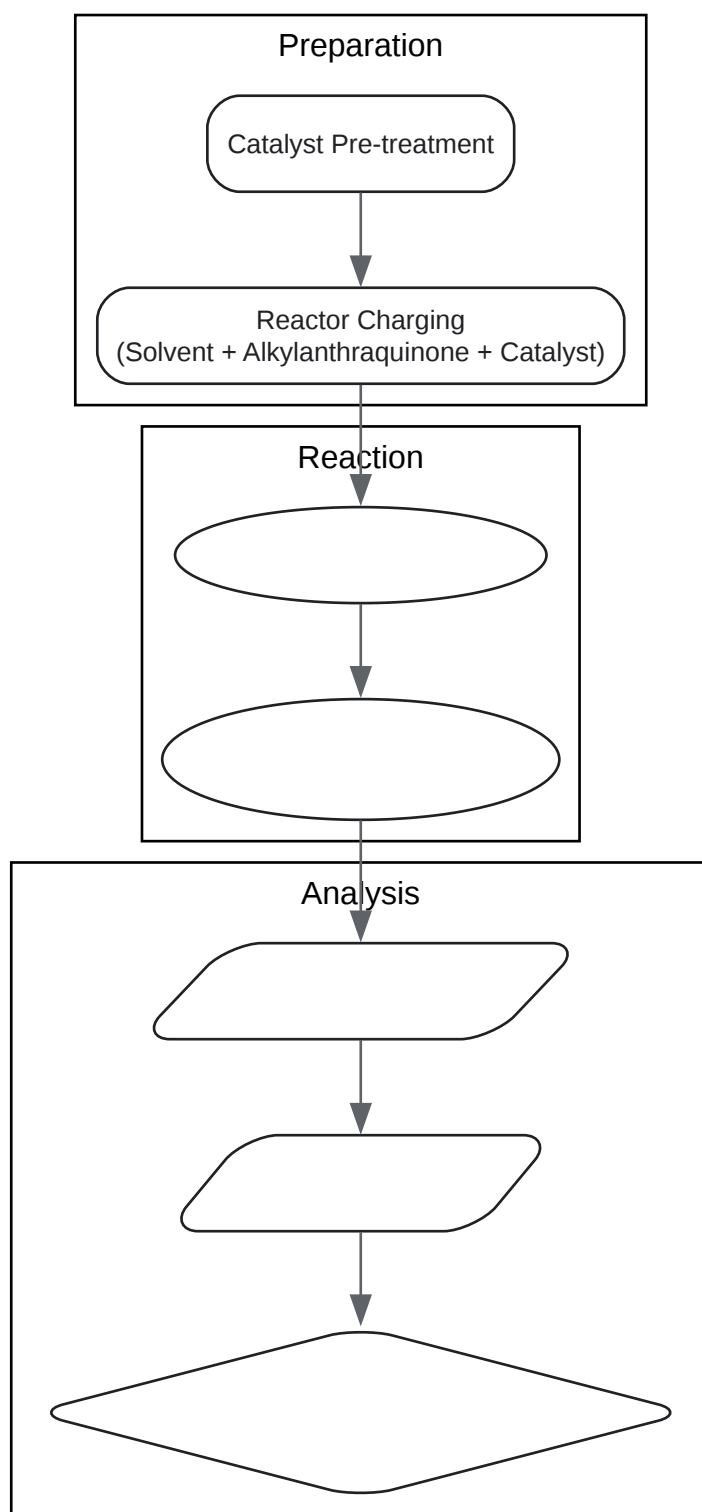 Preparation
Catalyst Pre-treatment
Reactor Charging
(Solvent + Alkylanthraquinone + Catalyst)
Reaction
Analysis